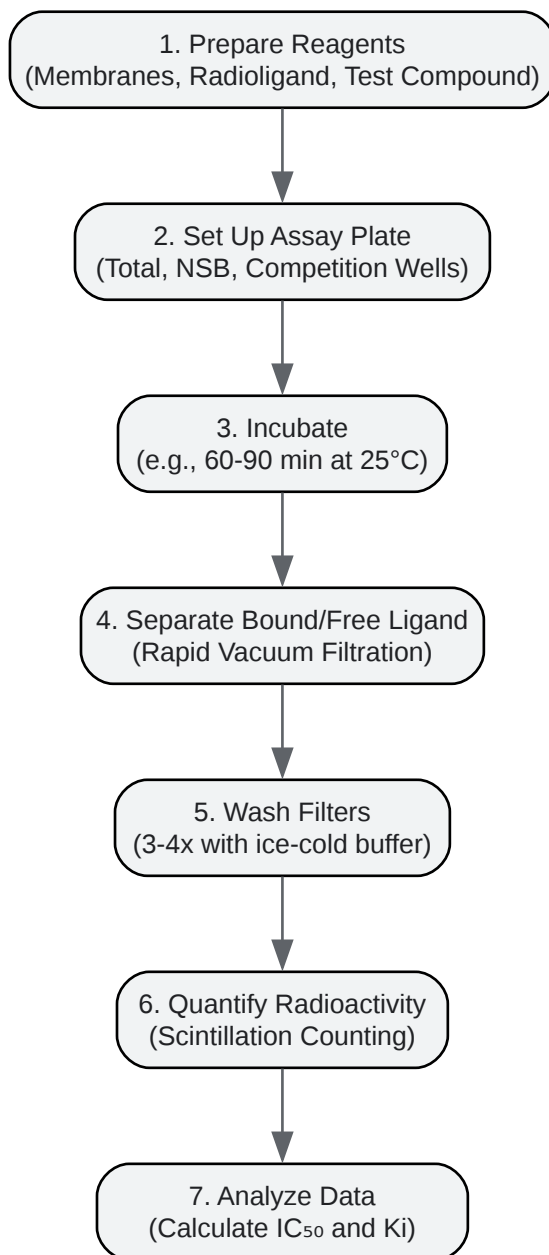 1. Prepare Reagents
(Membranes, Radioligand, Test Compound)
2. Set Up Assay Plate
(Total, NSB, Competition Wells)
3. Incubate
(e.g., 60-90 min at 25°C)
4. Separate Bound/Free Ligand
(Rapid Vacuum Filtration)
5. Wash Filters
(3-4x with ice-cold buffer)
6. Quantify Radioactivity
(Scintillation Counting)
7. Analyze Data
(Calculate IC₅₀ and Ki)